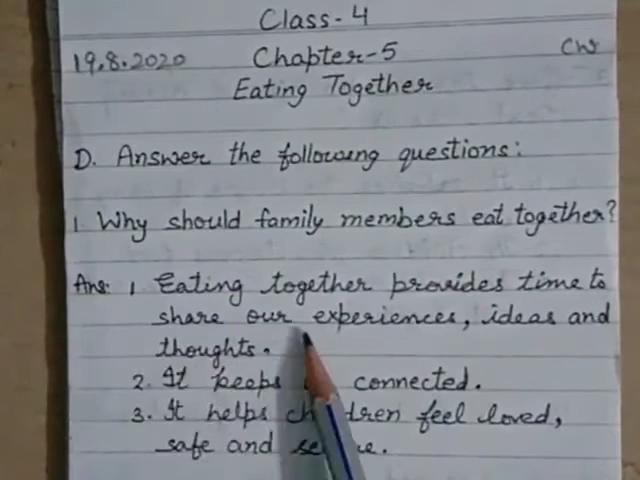 Class-4
19.8.2020 Chapter-5 CW
Eating Together
D. Answer the following questions:
1 Why should family members eat together?
Ans: 1 Eating together provides time to
share our experiences, ideas and
thoughts.
2. It keeps connected.
3. It helps children feel loved,
safe and secure.